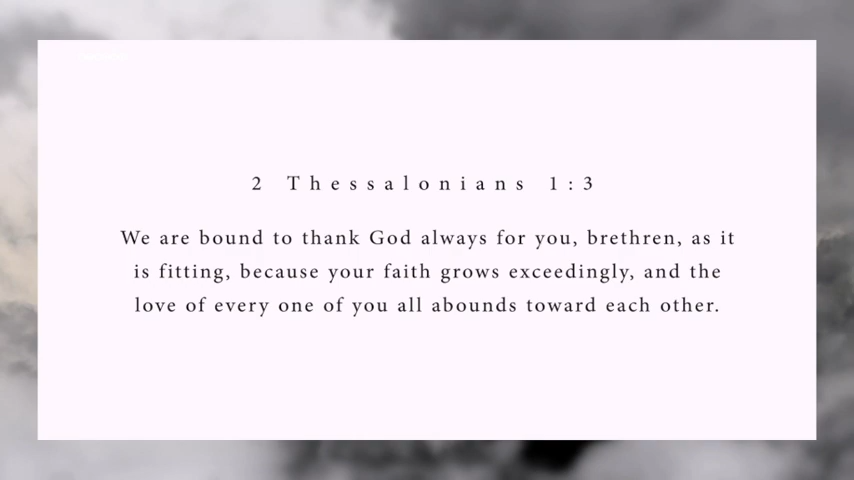 2 Thessalonians 1:3
We are bound to thank God always for you, brethren, as it
is fitting, because your faith grows exceedingly, and the
love of every one of you all abounds toward each other.